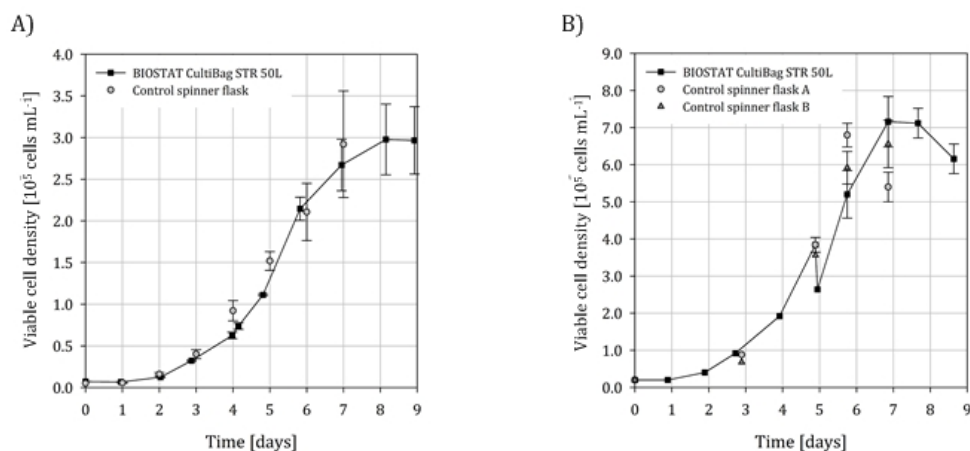 A)
4.0
3.5
3.0
2.5
2.0
1.5
1.0
0.5
0.0
Viable cell density [10⁵ cells mL⁻¹]
BIOSTAT CultiBag STR 50L
Control spinner flask
0 1 2 3 4 5 6 7 8 9
Time [days]
B)
9.0
8.0
7.0
6.0
5.0
4.0
3.0
2.0
1.0
0.0
Viable cell density [10⁵ cells mL⁻¹]
BIOSTAT CultiBag STR 50L
Control spinner flask A
Control spinner flask B
0 1 2 3 4 5 6 7 8 9
Time [days]